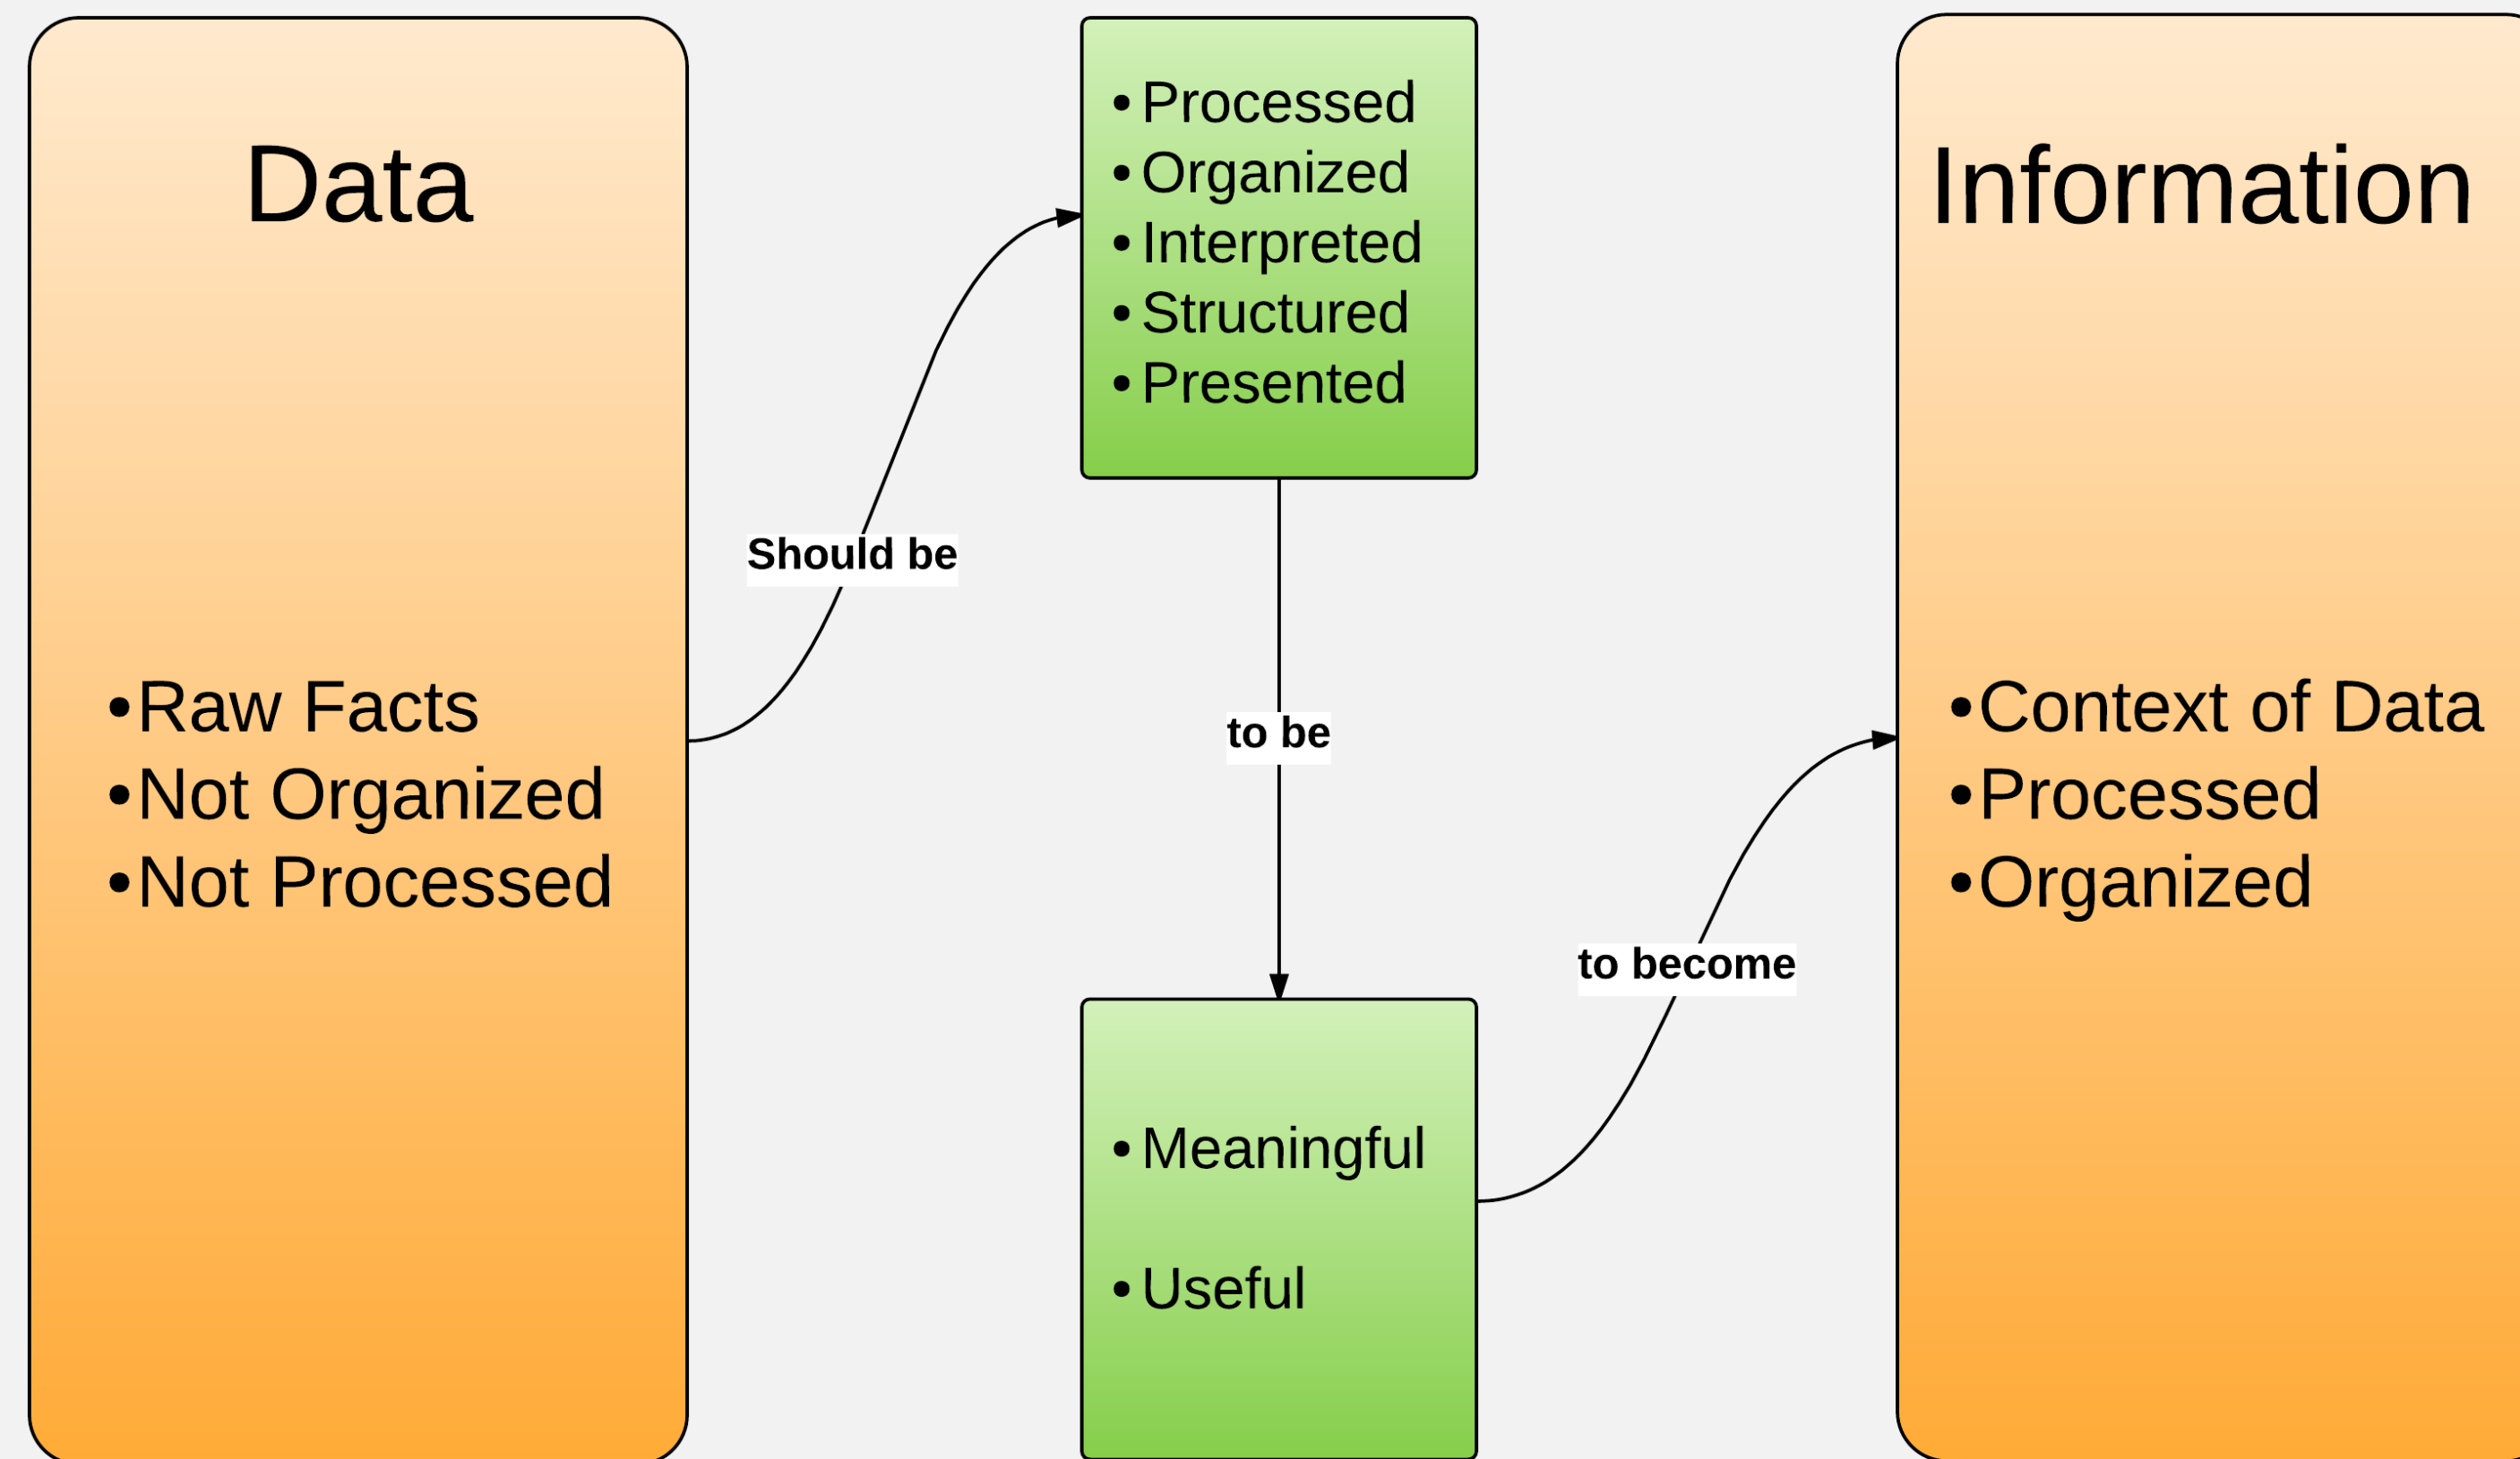 Data
•Raw Facts
•Not Organized
•Not Processed
Should be
•Processed
•Organized
•Interpreted
•Structured
•Presented
to be
•Meaningful
•Useful
to become
Information
•Context of Data
•Processed
•Organized